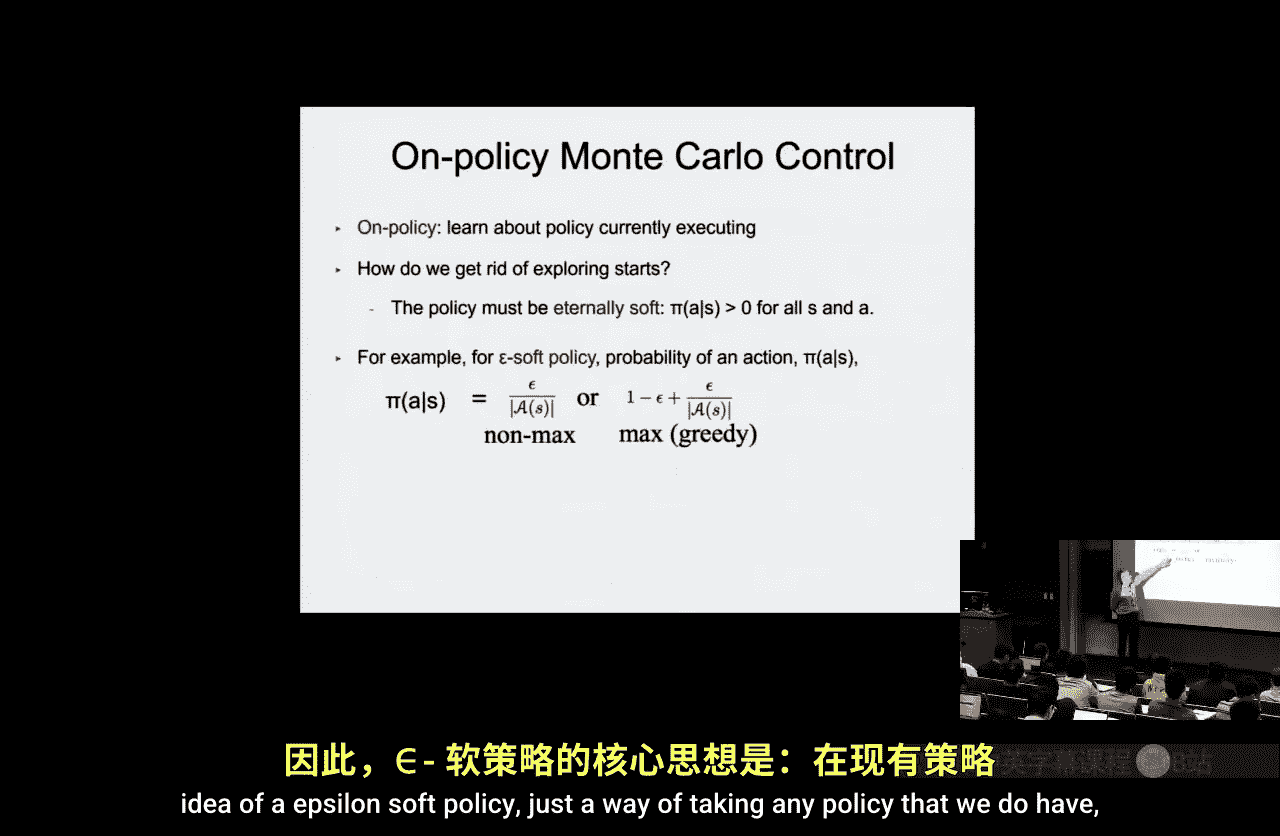 On-policy Monte Carlo Control
‣ On-policy: learn about policy currently executing
‣ How do we get rid of exploring starts?
- The policy must be eternally soft: π(a|s) > 0 for all s and a.
‣ For example, for ε-soft policy, probability of an action, π(a|s),
π(a|s) = ϵ/|𝒜(s)| or 1 − ϵ + ϵ/|𝒜(s)|
non-max max (greedy)
因此，∈- 软策略的核心思想是：在现有策略
idea of a epsilon soft policy, just a way of taking any policy that we do have,